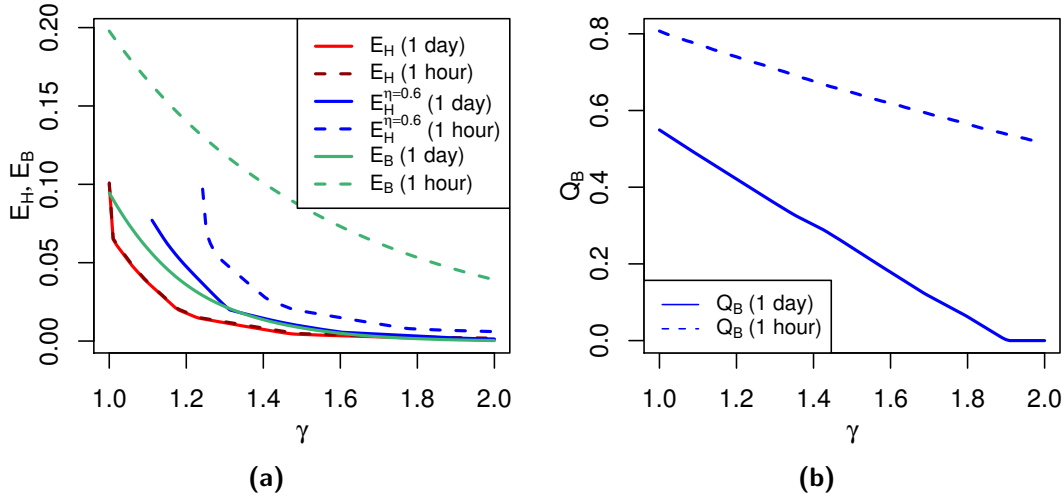 E_H, E_B
0.00
0.05
0.10
0.15
0.20
E_H (1 day)
E_H (1 hour)
E_H^η=0.6 (1 day)
E_H^η=0.6 (1 hour)
E_B (1 day)
E_B (1 hour)
1.0 1.2 1.4 1.6 1.8 2.0
γ
(a)
Q_B
0.0
0.2
0.4
0.6
0.8
Q_B (1 day)
Q_B (1 hour)
1.0 1.2 1.4 1.6 1.8 2.0
γ
(b)